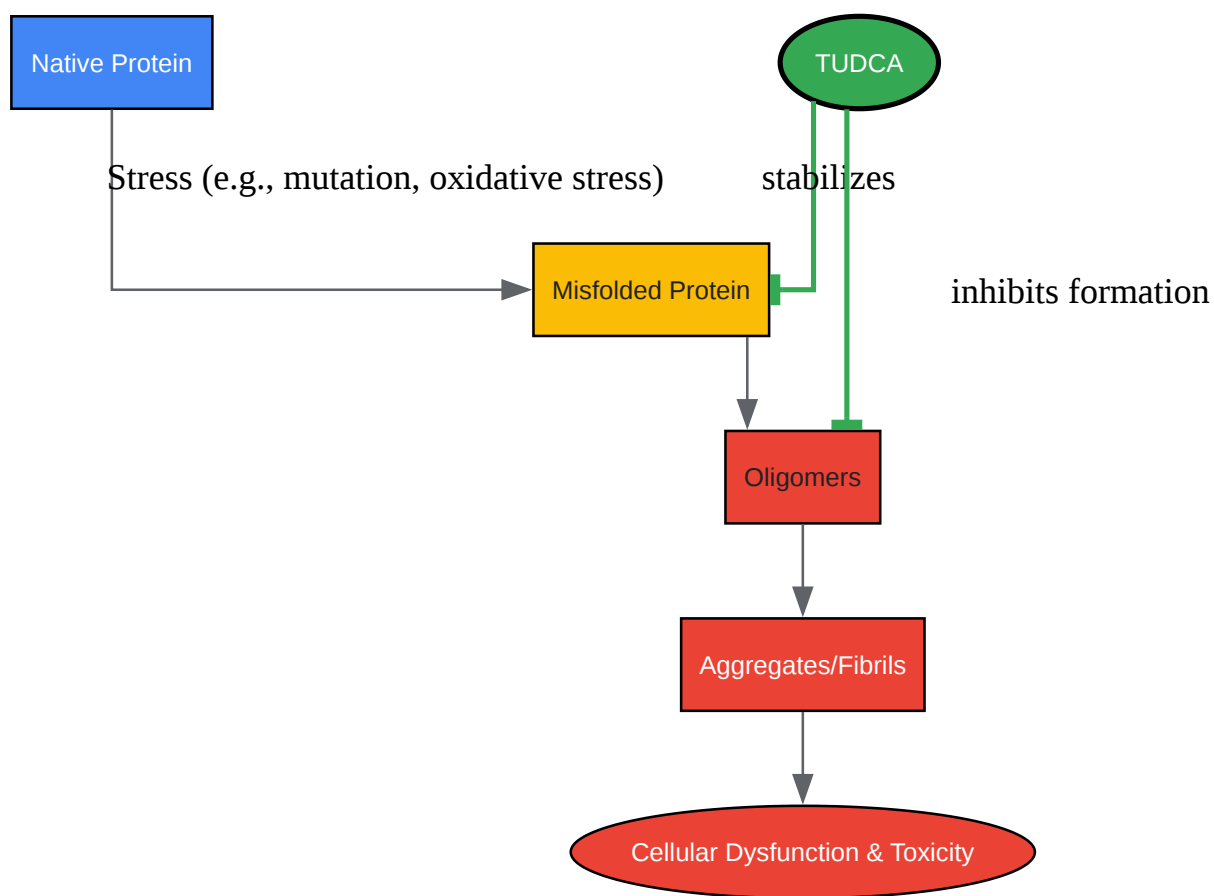 Native Protein
TUDCA
Stress (e.g., mutation, oxidative stress)
stabilizes
Misfolded Protein
inhibits formation
Oligomers
Aggregates/Fibrils
Cellular Dysfunction & Toxicity